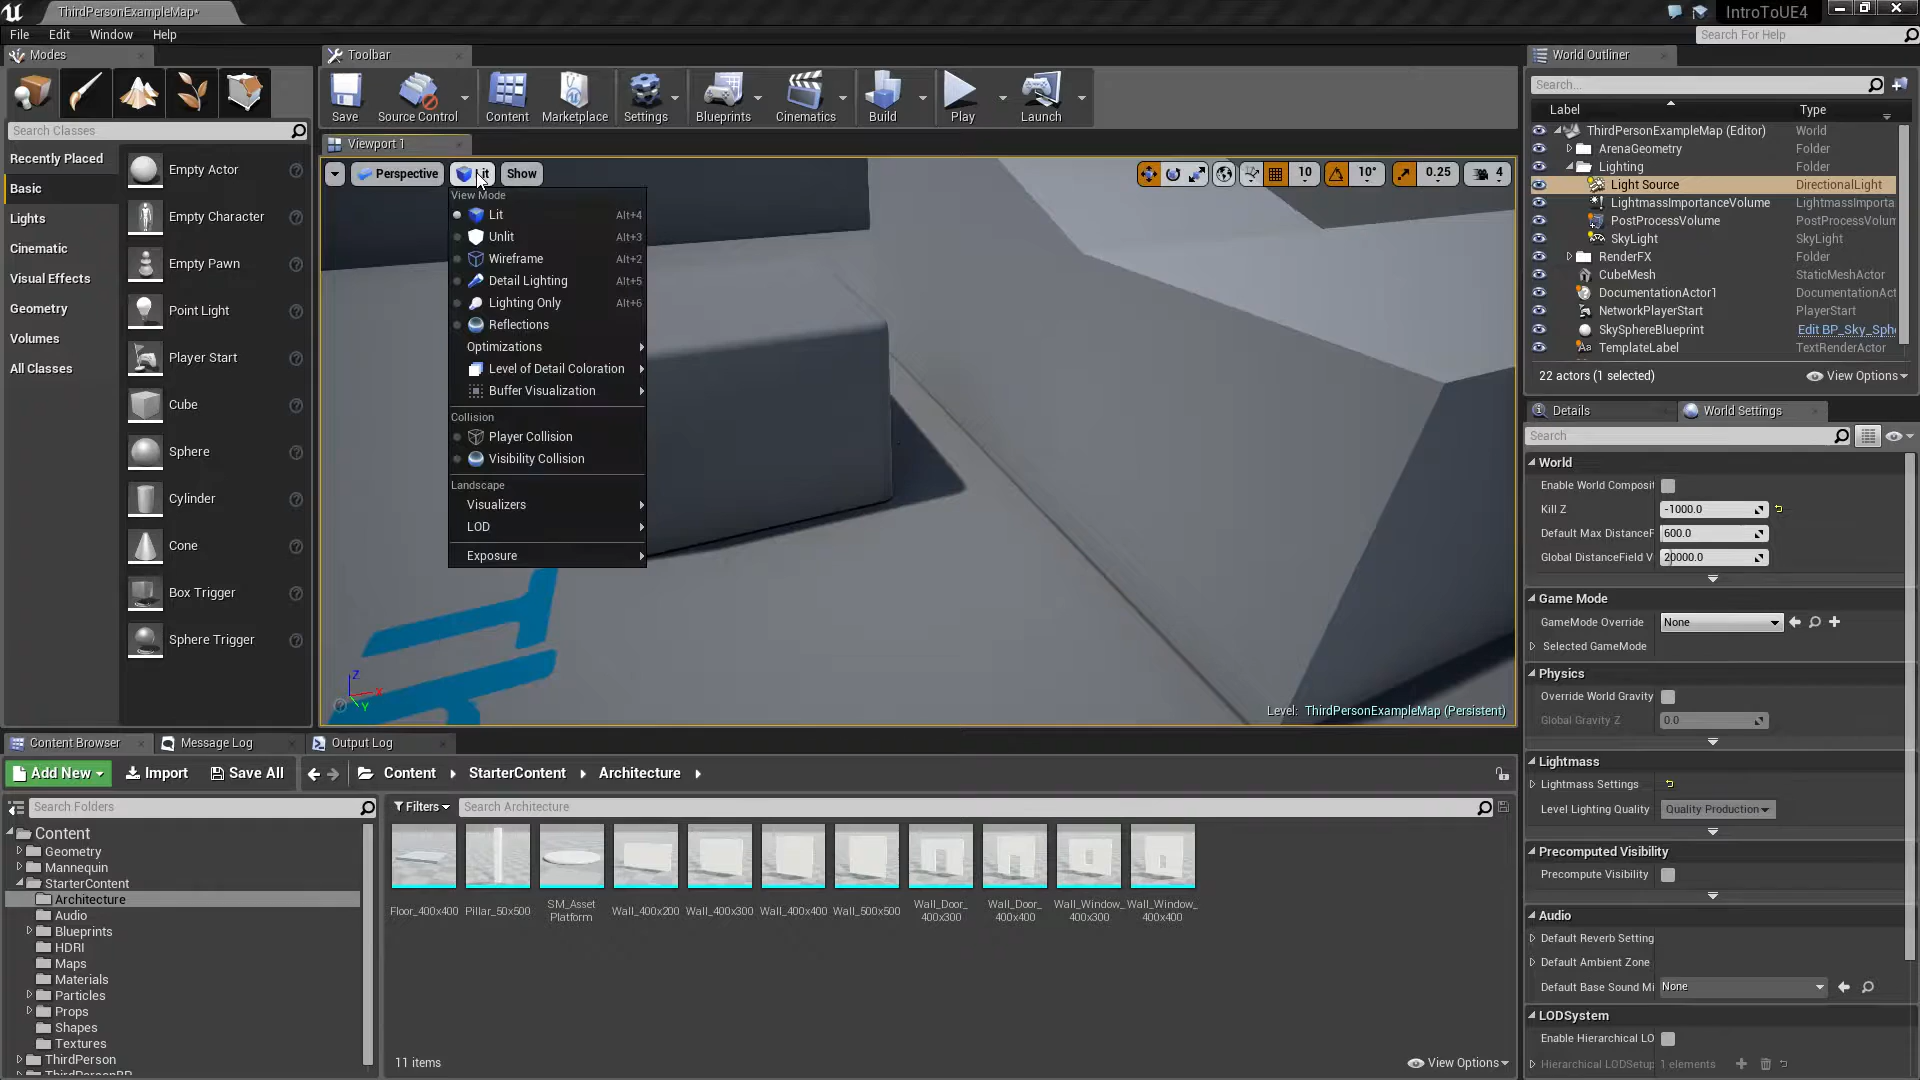 ThirdPersonExampleMap*
IntroToUE4
File Edit Window Help
Search For Help
Modes
Toolbar
World Outliner
Save
Source Control
Content
Marketplace
Settings
Blueprints
Cinematics
Build
Play
Launch
Search Classes
Search...
Label Type
Viewport 1
Recently Placed
Basic
Lights
Cinematic
Visual Effects
Geometry
Volumes
All Classes
Empty Actor
Empty Character
Empty Pawn
Point Light
Player Start
Cube
Sphere
Cylinder
Cone
Box Trigger
Sphere Trigger
Perspective
Show
10
10°
0.25
4
View Mode
Lit Alt+4
Unlit Alt+3
Wireframe Alt+2
Detail Lighting Alt+5
Lighting Only Alt+6
Reflections
Optimizations
Level of Detail Coloration
Buffer Visualization
Collision
Player Collision
Visibility Collision
Landscape
Visualizers
LOD
Exposure
Z
X
Y
Level: ThirdPersonExampleMap (Persistent)
ThirdPersonExampleMap (Editor) World
ArenaGeometry Folder
Lighting Folder
Light Source DirectionalLight
LightmassImportanceVolume LightmassImporta
PostProcessVolume PostProcessVolum
SkyLight SkyLight
RenderFX Folder
CubeMesh StaticMeshActor
DocumentationActor1 DocumentationAct
NetworkPlayerStart PlayerStart
SkySphereBlueprint Edit BP_Sky_Sphe
TemplateLabel TextRenderActor
22 actors (1 selected)
View Options
Details
World Settings
Search
World
Enable World Composit
Kill Z -1000.0
Default Max DistanceF 600.0
Global DistanceField V 20000.0
Game Mode
GameMode Override None
Selected GameMode
Physics
Override World Gravity
Global Gravity Z 0.0
Lightmass
Lightmass Settings
Level Lighting Quality Quality Production
Precomputed Visibility
Precompute Visibility
Audio
Default Reverb Setting
Default Ambient Zone
Default Base Sound Mi None
LODSystem
Enable Hierarchical LO
Hierarchical LODSetup 1 elements
Content Browser
Message Log
Output Log
Add New
Import
Save All
Content
StarterContent
Architecture
Search Folders
Filters
Search Architecture
Content
Geometry
Mannequin
StarterContent
Architecture
Audio
Blueprints
HDRI
Maps
Materials
Particles
Props
Shapes
Textures
ThirdPerson
ThirdPersonBP
Floor_400x400
Pillar_50x500
SM_Asset
Platform
Wall_400x200
Wall_400x300
Wall_400x400
Wall_500x500
Wall_Door_
400x300
Wall_Door_
400x400
Wall_Window_
400x300
Wall_Window_
400x400
11 items
View Options